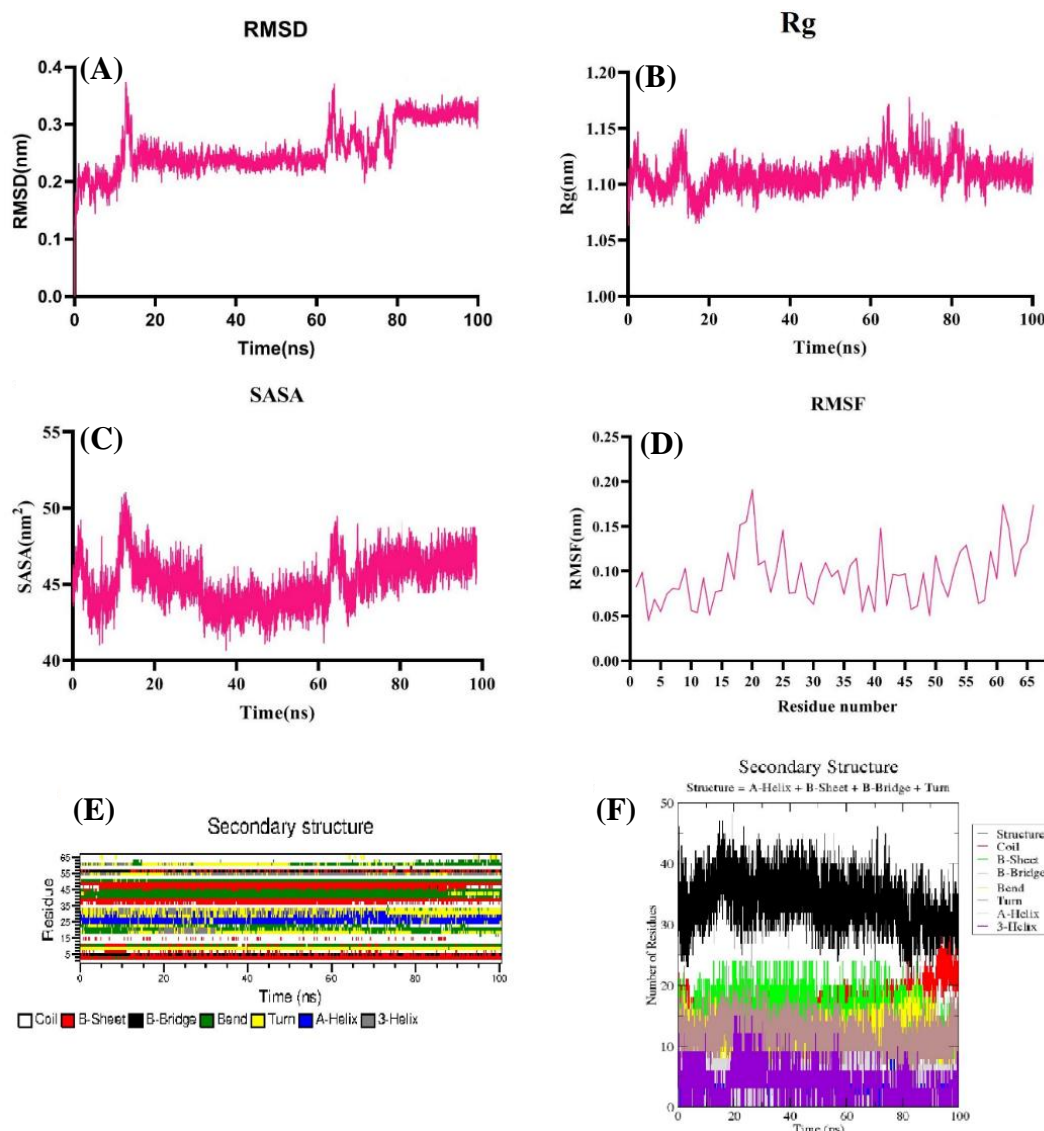 RMSD
(A)
0.4
0.3
0.2
0.1
0.0
RMSD(nm)
0 20 40 60 80 100
Time(ns)
Rg
(B)
1.20
1.15
1.10
1.05
1.00
Rg(nm)
0 20 40 60 80 100
Time(ns)
SASA
(C)
55
50
45
40
SASA(nm²)
0 20 40 60 80 100
Time(ns)
RMSF
(D)
0.25
0.20
0.15
0.10
0.05
0.00
RMSF(nm)
0 5 10 15 20 25 30 35 40 45 50 55 60 65
Residue number
(E)
Secondary structure
65
55
45
35
25
15
5
Residue
0 20 40 60 80 100
Time (ns)
Coil B-Sheet B-Bridge Bend Turn A-Helix 3-Helix
(F)
Secondary Structure
Structure = A-Helix + B-Sheet + B-Bridge + Turn
50
40
30
20
10
0
Number of Residues
0 20 40 60 80 100
Time (ns)
Structure
Coil
B-Sheet
B-Bridge
Bend
Turn
A-Helix
3-Helix